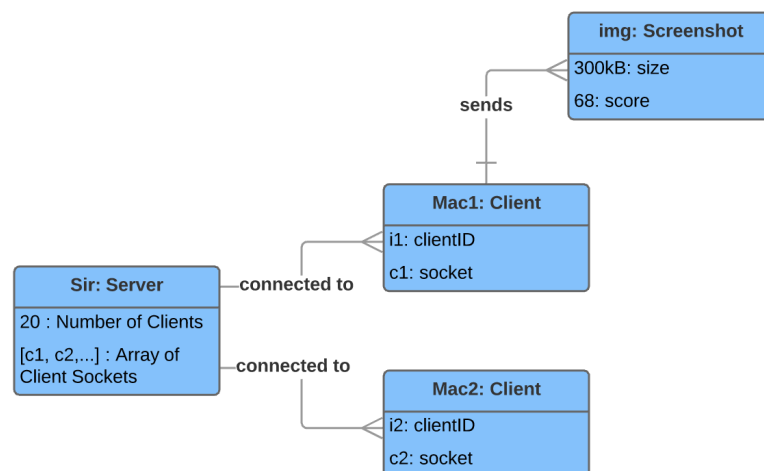 img: Screenshot
300kB: size
68: score
sends
Mac1: Client
i1: clientID
c1: socket
Sir: Server
20 : Number of Clients
[c1, c2,...] : Array of
Client Sockets
connected to
connected to
Mac2: Client
i2: clientID
c2: socket